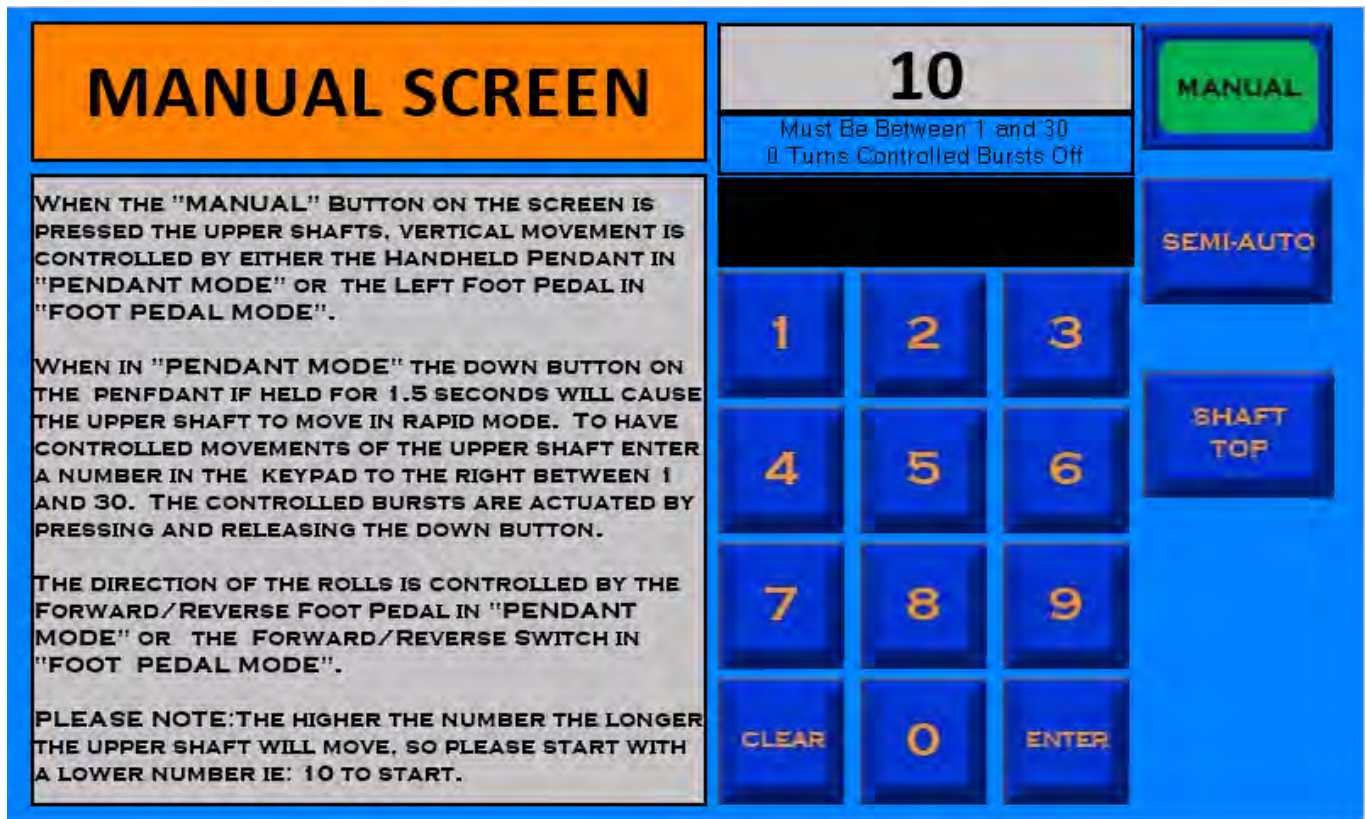 MANUAL SCREEN
WHEN THE "MANUAL" BUTTON ON THE SCREEN IS
PRESSED THE UPPER SHAFTS, VERTICAL MOVEMENT IS
CONTROLLED BY EITHER THE HANDHELD PENDANT IN
"PENDANT MODE" OR THE LEFT FOOT PEDAL IN
"FOOT PEDAL MODE".
WHEN IN "PENDANT MODE" THE DOWN BUTTON ON
THE PENFDANT IF HELD FOR 1.5 SECONDS WILL CAUSE
THE UPPER SHAFT TO MOVE IN RAPID MODE. TO HAVE
CONTROLLED MOVEMENTS OF THE UPPER SHAFT ENTER
A NUMBER IN THE KEYPAD TO THE RIGHT BETWEEN 1
AND 30. THE CONTROLLED BURSTS ARE ACTUATED BY
PRESSING AND RELEASING THE DOWN BUTTON.
THE DIRECTION OF THE ROLLS IS CONTROLLED BY THE
FORWARD/REVERSE FOOT PEDAL IN "PENDANT
MODE" OR THE FORWARD/REVERSE SWITCH IN
"FOOT PEDAL MODE".
PLEASE NOTE:THE HIGHER THE NUMBER THE LONGER
THE UPPER SHAFT WILL MOVE, SO PLEASE START WITH
A LOWER NUMBER IE: 10 TO START.
10
Must Be Between 1 and 30
0 Turns Controlled Bursts Off
1 2 3
4 5 6
7 8 9
CLEAR 0 ENTER
MANUAL
SEMI-AUTO
SHAFT
TOP